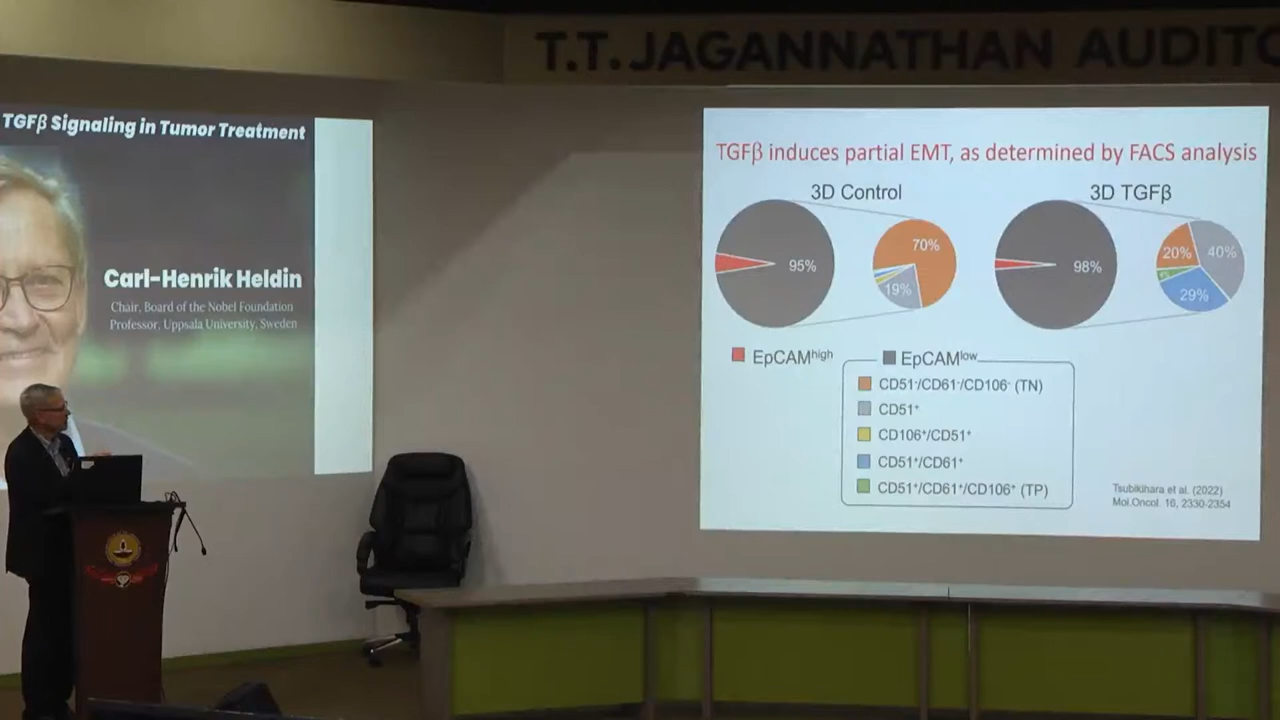 T.T. JAGANNATHAN AUDITO
TGFβ Signaling in Tumor Treatment
Carl-Henrik Heldin
Chair, Board of the Nobel Foundation
Professor, Uppsala University, Sweden
TGFβ induces partial EMT, as determined by FACS analysis
3D Control
3D TGFβ
95%
70%
19%
98%
20%
40%
29%
EpCAMhigh
EpCAMlow
CD51-/CD61-/CD106- (TN)
CD51+
CD106+/CD51+
CD51+/CD61+
CD51+/CD61+/CD106+ (TP)
Tsubikihara et al. (2022)
Mol.Oncol. 16, 2330-2354